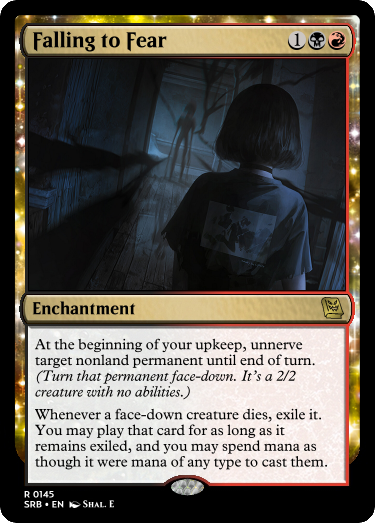 Falling to Fear 1
Enchantment
At the beginning of your upkeep, unnerve
target nonland permanent until end of turn.
(Turn that permanent face-down. It's a 2/2
creature with no abilities.)
Whenever a face-down creature dies, exile it.
You may play that card for as long as it
remains exiled, and you may spend mana as
though it were mana of any type to cast them.
R 0145
SRB • EN Shal. E